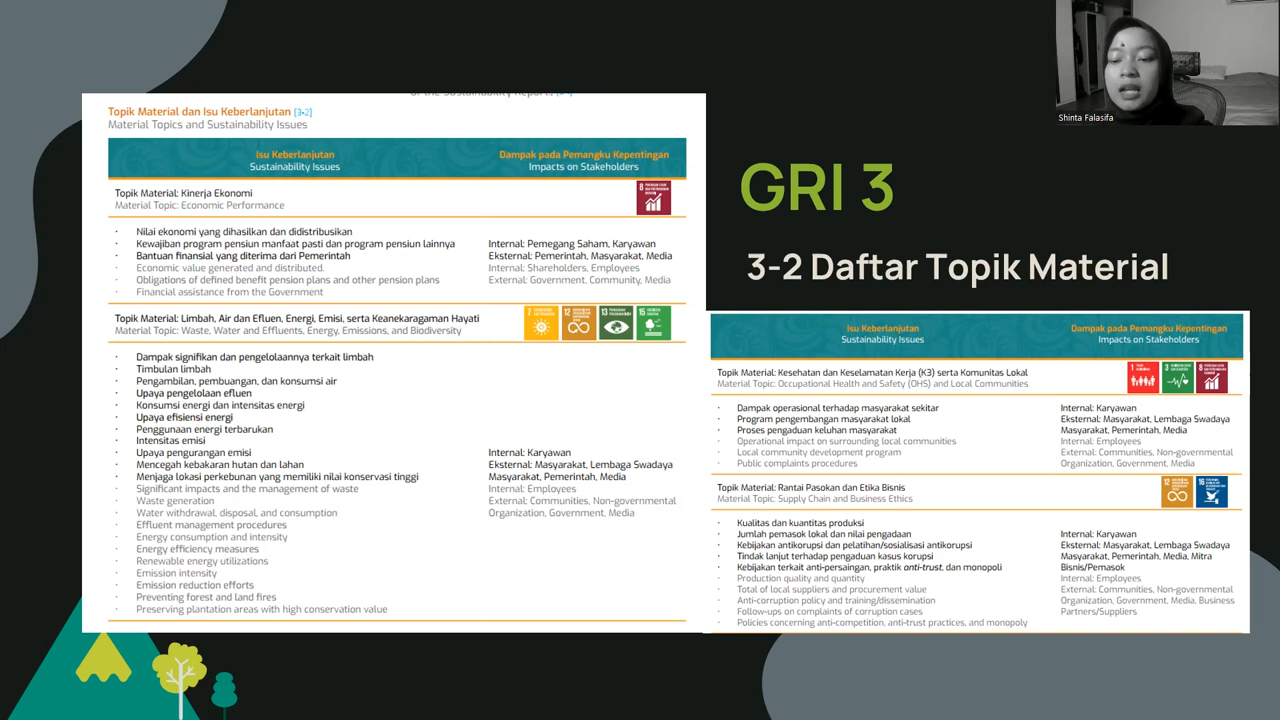 Topik Material dan Isu Keberlanjutan [3-2]
Material Topics and Sustainability Issues
Isu Keberlanjutan
Sustainability Issues
Dampak pada Pemangku Kepentingan
Impacts on Stakeholders
Topik Material: Kinerja Ekonomi
Material Topic: Economic Performance
8
· Nilai ekonomi yang dihasilkan dan didistribusikan
· Kewajiban program pensiun manfaat pasti dan program pensiun lainnya
· Bantuan finansial yang diterima dari Pemerintah
· Economic value generated and distributed.
· Obligations of defined benefit pension plans and other pension plans
· Financial assistance from the Government
Internal: Pemegang Saham, Karyawan
Eksternal: Pemerintah, Masyarakat, Media
Internal: Shareholders, Employees
External: Government, Community, Media
Topik Material: Limbah, Air dan Efluen, Energi, Emisi, serta Keanekaragaman Hayati
Material Topic: Waste, Water and Effluents, Energy, Emissions, and Biodiversity
7
12
13
15
· Dampak signifikan dan pengelolaannya terkait limbah
· Timbulan limbah
· Pengambilan, pembuangan, dan konsumsi air
· Upaya pengelolaan efluen
· Konsumsi energi dan intensitas energi
· Upaya efisiensi energi
· Penggunaan energi terbarukan
· Intensitas emisi
· Upaya pengurangan emisi
· Mencegah kebakaran hutan dan lahan
· Menjaga lokasi perkebunan yang memiliki nilai konservasi tinggi
· Significant impacts and the management of waste
· Waste generation
· Water withdrawal, disposal, and consumption
· Effluent management procedures
· Energy consumption and intensity
· Energy efficiency measures
· Renewable energy utilizations
· Emission intensity
· Emission reduction efforts
· Preventing forest and land fires
· Preserving plantation areas with high conservation value
Internal: Karyawan
Eksternal: Masyarakat, Lembaga Swadaya
Masyarakat, Pemerintah, Media
Internal: Employees
External: Communities, Non-governmental
Organization, Government, Media
Shinta Falasifa
GRI 3
3-2 Daftar Topik Material
Isu Keberlanjutan
Sustainability Issues
Dampak pada Pemangku Kepentingan
Impacts on Stakeholders
Topik Material: Kesehatan dan Keselamatan Kerja (K3) serta Komunitas Lokal
Material Topic: Occupational Health and Safety (OHS) and Local Communities
1
3
8
· Dampak operasional terhadap masyarakat sekitar
· Program pengembangan masyarakat lokal
· Proses pengaduan keluhan masyarakat
· Operational impact on surrounding local communities
· Local community development program
· Public complaints procedures
Internal: Karyawan
Eksternal: Masyarakat, Lembaga Swadaya
Masyarakat, Pemerintah, Media
Internal: Employees
External: Communities, Non-governmental
Organization, Government, Media
Topik Material: Rantai Pasokan dan Etika Bisnis
Material Topic: Supply Chain and Business Ethics
12
16
· Kualitas dan kuantitas produksi
· Jumlah pemasok lokal dan nilai pengadaan
· Kebijakan antikorupsi dan pelatihan/sosialisasi antikorupsi
· Tindak lanjut terhadap pengaduan kasus korupsi
· Kebijakan terkait anti-persaingan, praktik anti-trust, dan monopoli
· Production quality and quantity
· Total of local suppliers and procurement value
· Anti-corruption policy and training/dissemination
· Follow-ups on complaints of corruption cases
· Policies concerning anti-competition, anti-trust practices, and monopoly
Internal: Karyawan
Eksternal: Masyarakat, Lembaga Swadaya
Masyarakat, Pemerintah, Media, Mitra
Bisnis/Pemasok
Internal: Employees
External: Communities, Non-governmental
Organization, Government, Media, Business
Partners/Suppliers